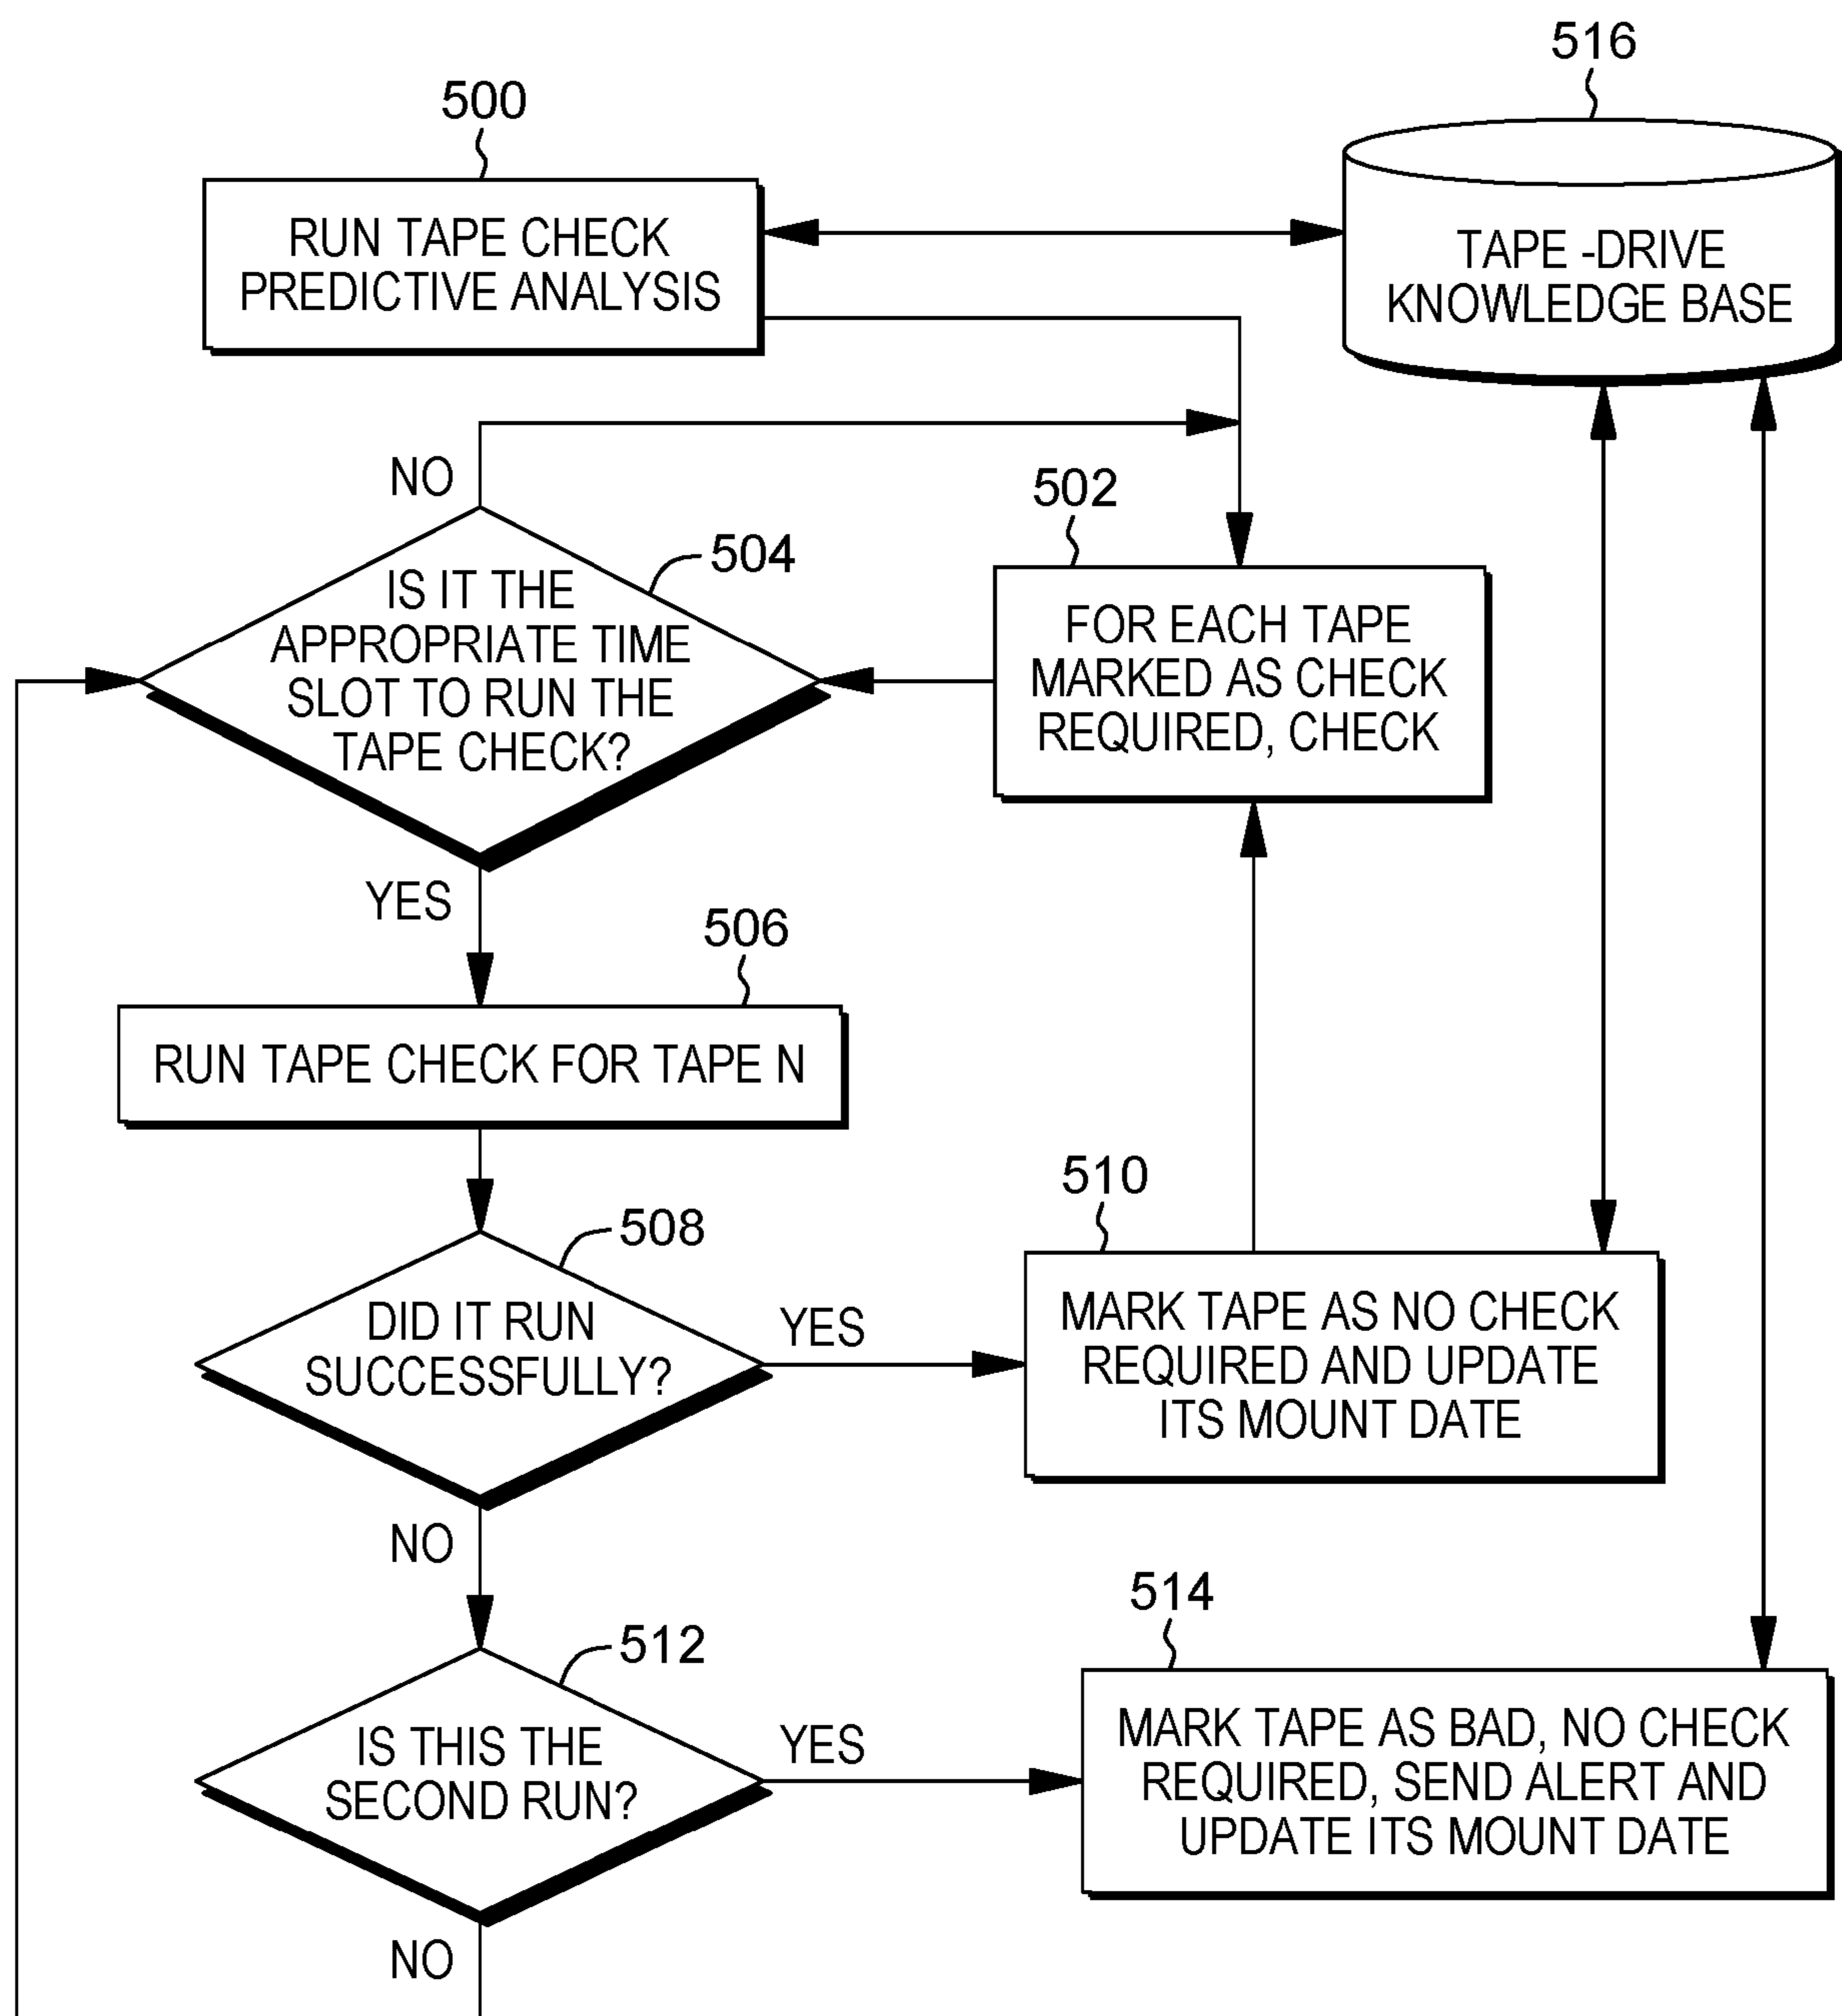 516
500
RUN TAPE CHECK
PREDICTIVE ANALYSIS
TAPE -DRIVE
KNOWLEDGE BASE
NO
502
504
IS IT THE
APPROPRIATE TIME
SLOT TO RUN THE
TAPE CHECK?
FOR EACH TAPE
MARKED AS CHECK
REQUIRED, CHECK
YES
506
RUN TAPE CHECK FOR TAPE N
510
508
DID IT RUN
SUCCESSFULLY?
YES
MARK TAPE AS NO CHECK
REQUIRED AND UPDATE
ITS MOUNT DATE
NO
514
512
IS THIS THE
SECOND RUN?
YES
MARK TAPE AS BAD, NO CHECK
REQUIRED, SEND ALERT AND
UPDATE ITS MOUNT DATE
NO